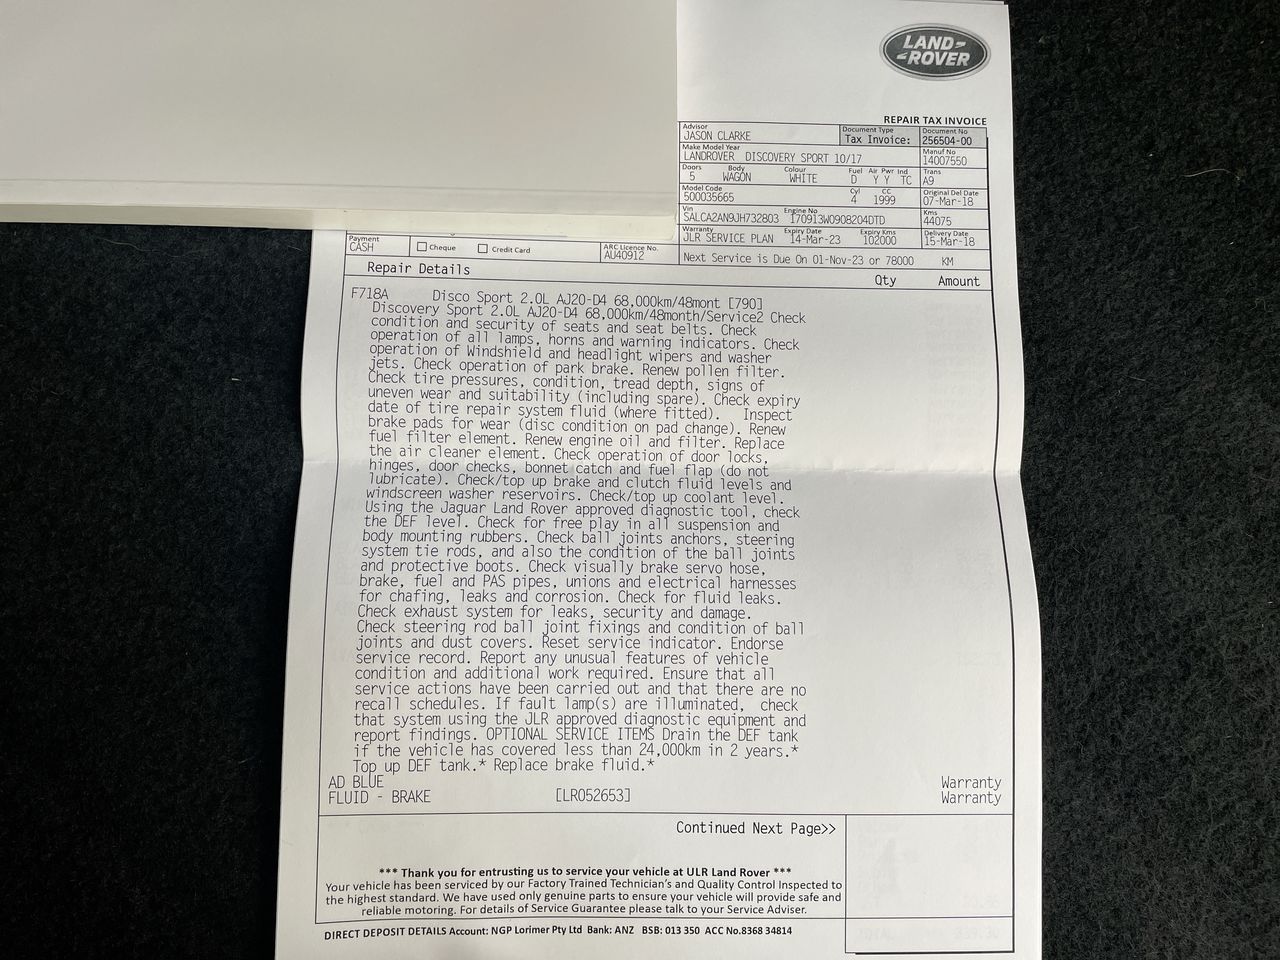 LAND-
-ROVER
REPAIR TAX INVOICE
Advisor
JASON CLARKE
Document Type
Tax Invoice:
Document No
256504-00
Make Model Year
LANDROVER DISCOVERY SPORT 10/17
Manuf No
14007550
Doors Body Colour Fuel Air Pwr Ind Trans
5 WAGON WHITE D Y Y TC A9
Model Code Cyl CC Original Del Date
500035665 4 1999 07-Mar-18
Vin Engine No Kms
SALCA2AN9JH732803 170913W0908204DTD 44075
Warranty Expiry Date Expiry Kms Delivery Date
JLR SERVICE PLAN 14-Mar-23 102000 15-Mar-18
Next Service is Due On 01-Nov-23 or 78000 KM
Payment
CASH
Cheque
Credit Card
ARC Licence No.
AU40912
Repair Details Qty Amount
F718A Disco Sport 2.0L AJ20-D4 68,000km/48mont [790]
Discovery Sport 2.0L AJ20-D4 68,000km/48month/Service2 Check
condition and security of seats and seat belts. Check
operation of all lamps, horns and warning indicators. Check
operation of Windshield and headlight wipers and washer
jets. Check operation of park brake. Renew pollen filter.
Check tire pressures, condition, tread depth, signs of
uneven wear and suitability (including spare). Check expiry
date of tire repair system fluid (where fitted). Inspect
brake pads for wear (disc condition on pad change). Renew
fuel filter element. Renew engine oil and filter. Replace
the air cleaner element. Check operation of door locks,
hinges, door checks, bonnet catch and fuel flap (do not
lubricate). Check/top up brake and clutch fluid levels and
windscreen washer reservoirs. Check/top up coolant level.
Using the Jaguar Land Rover approved diagnostic tool, check
the DEF level. Check for free play in all suspension and
body mounting rubbers. Check ball joints anchors, steering
system tie rods, and also the condition of the ball joints
and protective boots. Check visually brake servo hose,
brake, fuel and PAS pipes, unions and electrical harnesses
for chafing, leaks and corrosion. Check for fluid leaks.
Check exhaust system for leaks, security and damage.
Check steering rod ball joint fixings and condition of ball
joints and dust covers. Reset service indicator. Endorse
service record. Report any unusual features of vehicle
condition and additional work required. Ensure that all
service actions have been carried out and that there are no
recall schedules. If fault lamp(s) are illuminated, check
that system using the JLR approved diagnostic equipment and
report findings. OPTIONAL SERVICE ITEMS Drain the DEF tank
if the vehicle has covered less than 24,000km in 2 years.*
Top up DEF tank.* Replace brake fluid.*
AD BLUE Warranty
FLUID - BRAKE [LR052653] Warranty
Continued Next Page>>
*** Thank you for entrusting us to service your vehicle at ULR Land Rover ***
Your vehicle has been serviced by our Factory Trained Technician's and Quality Control Inspected to
the highest standard. We have used only genuine parts to ensure your vehicle will provide safe and
reliable motoring. For details of Service Guarantee please talk to your Service Adviser.
DIRECT DEPOSIT DETAILS Account: NGP Lorimer Pty Ltd Bank: ANZ BSB: 013 350 ACC No.8368 34814